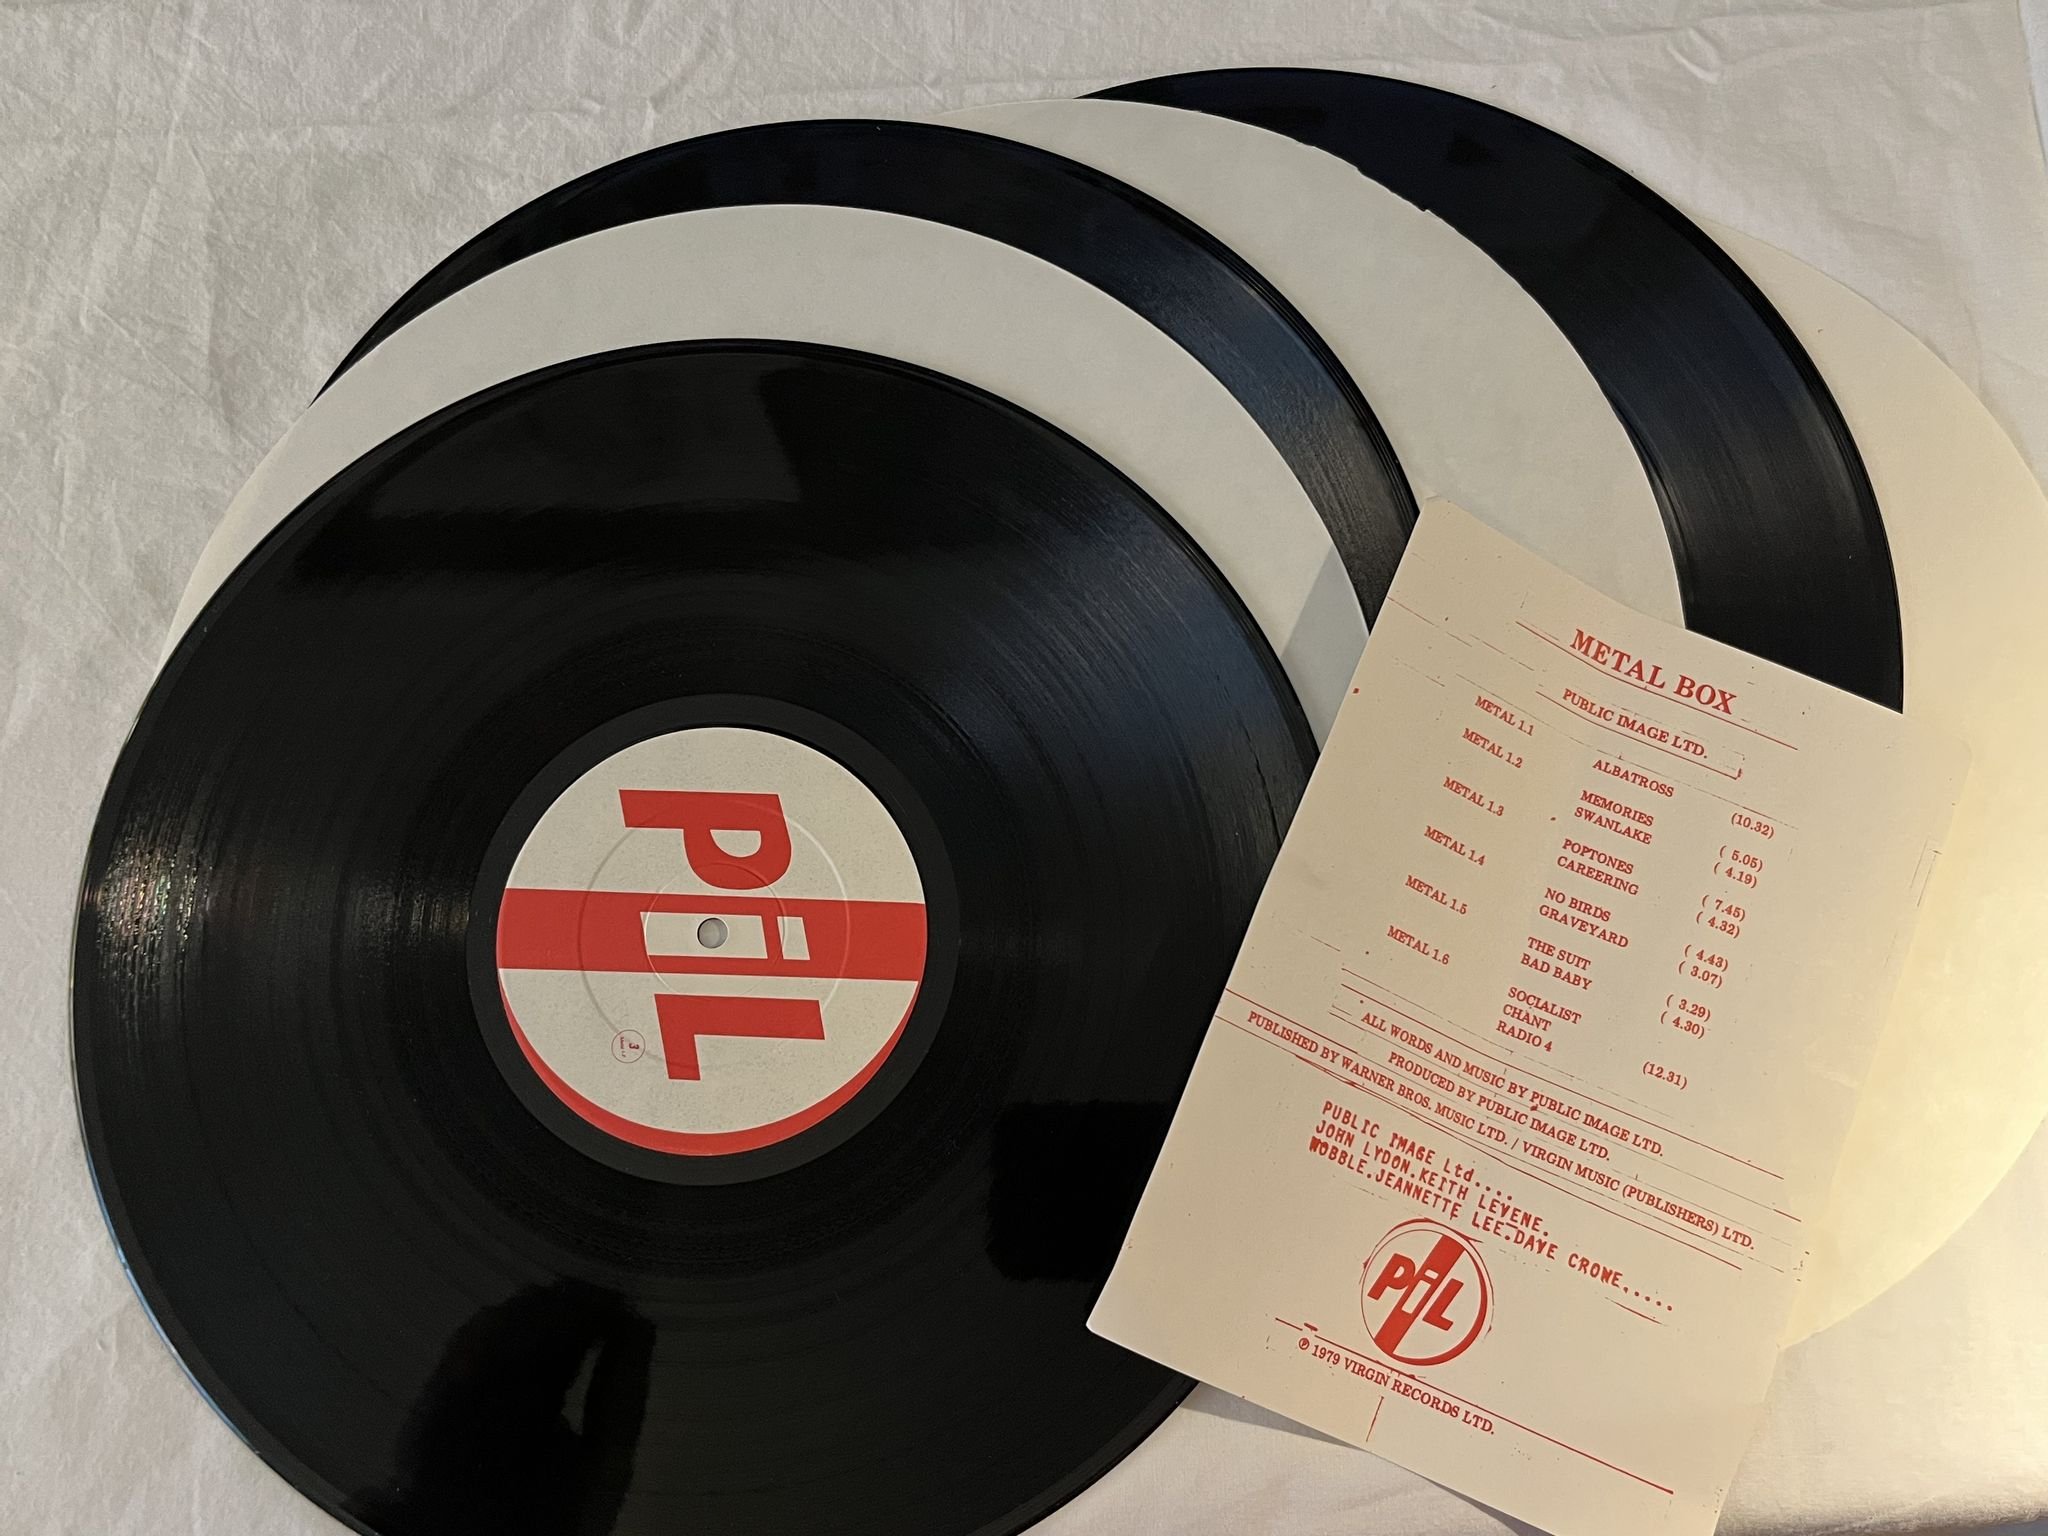 PiL
3
METAL BOX
PUBLIC IMAGE LTD.
METAL 1.1 ALBATROSS (10.32)
METAL 1.2 MEMORIES ( 5.05)
SWANLAKE ( 4.19)
METAL 1.3 POPTONES ( 7.45)
CAREERING ( 4.32)
METAL 1.4 NO BIRDS ( 4.43)
GRAVEYARD ( 3.07)
METAL 1.5 THE SUIT ( 3.29)
BAD BABY ( 4.30)
METAL 1.6 SOCIALIST
CHANT
RADIO 4 (12.31)
ALL WORDS AND MUSIC BY PUBLIC IMAGE LTD.
PRODUCED BY PUBLIC IMAGE LTD.
PUBLISHED BY WARNER BROS. MUSIC LTD. / VIRGIN MUSIC (PUBLISHERS) LTD.
PUBLIC IMAGE Ltd....
JOHN LYDON.KEITH LEVENE.
WOBBLE.JEANNETTE LEE.DAVE CROWE.....
PiL
℗ 1979 VIRGIN RECORDS LTD.